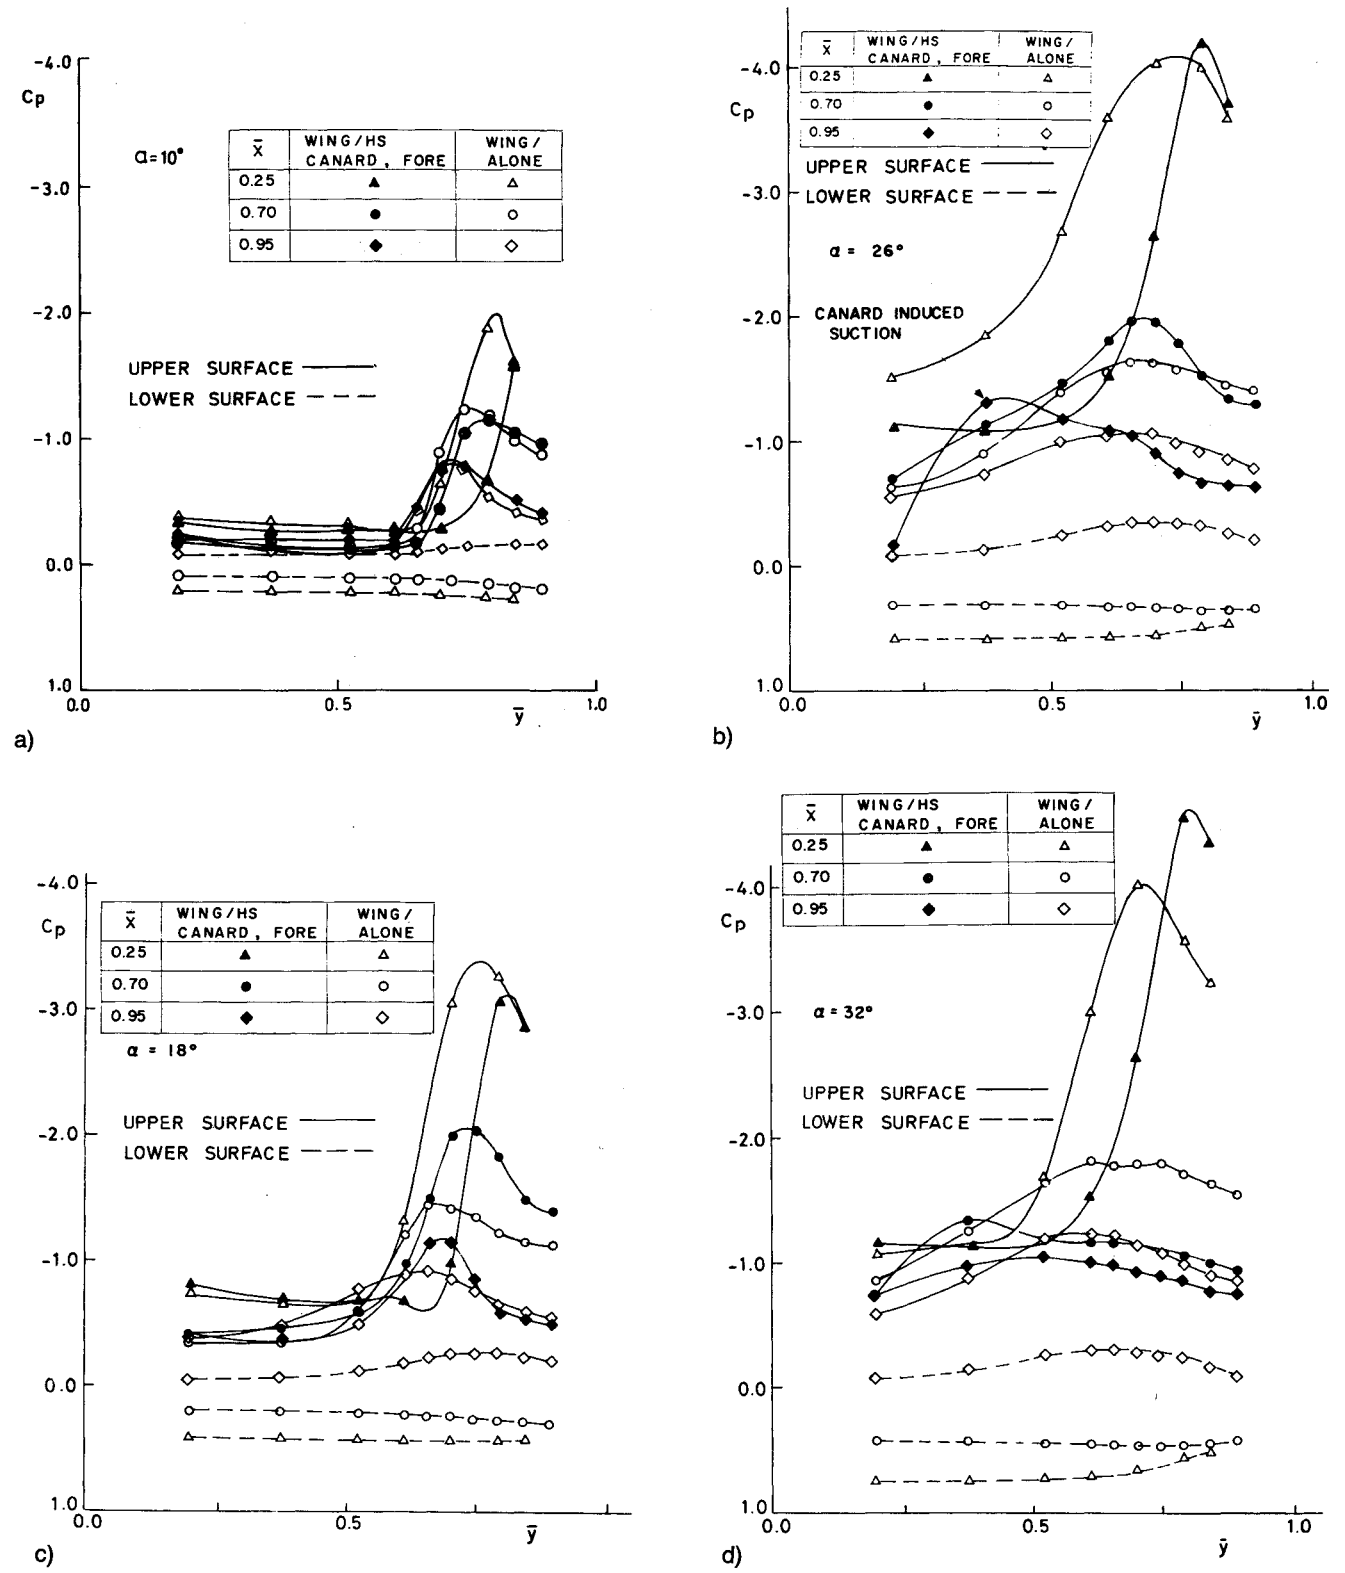 -4.0
Cp
α=10°
X̄ WING/HS CANARD, FORE WING/ ALONE
0.25
0.70
0.95
-3.0
-2.0
UPPER SURFACE
LOWER SURFACE
-1.0
0.0
1.0
0.0 0.5 1.0
ȳ
a)
X̄ WING/HS CANARD, FORE WING/ ALONE
-4.0
0.25
Cp
0.70
0.95
UPPER SURFACE
-3.0
LOWER SURFACE
α = 26°
-2.0
CANARD INDUCED
SUCTION
-1.0
0.0
1.0
0.0 0.5 1.0
ȳ
b)
-4.0
Cp
X̄ WING/HS CANARD, FORE WING/ ALONE
0.25
0.70
-3.0
0.95
α = 18°
UPPER SURFACE
-2.0
LOWER SURFACE
-1.0
0.0
1.0
0.0 0.5
ȳ
c)
X̄ WING/HS CANARD, FORE WING/ ALONE
0.25
0.70
-4.0
0.95
Cp
-3.0
α=32°
UPPER SURFACE
LOWER SURFACE
-2.0
-1.0
0.0
1.0
0.0 0.5 1.0
ȳ
d)